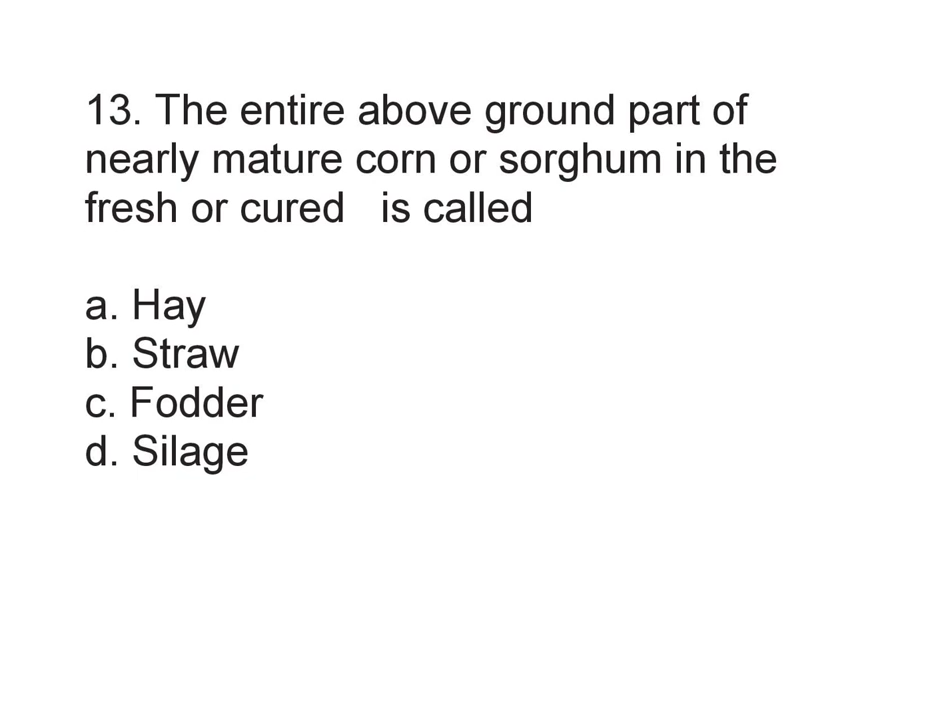 13. The entire above ground part of
nearly mature corn or sorghum in the
fresh or cured   is called
a. Hay
b. Straw
c. Fodder
d. Silage